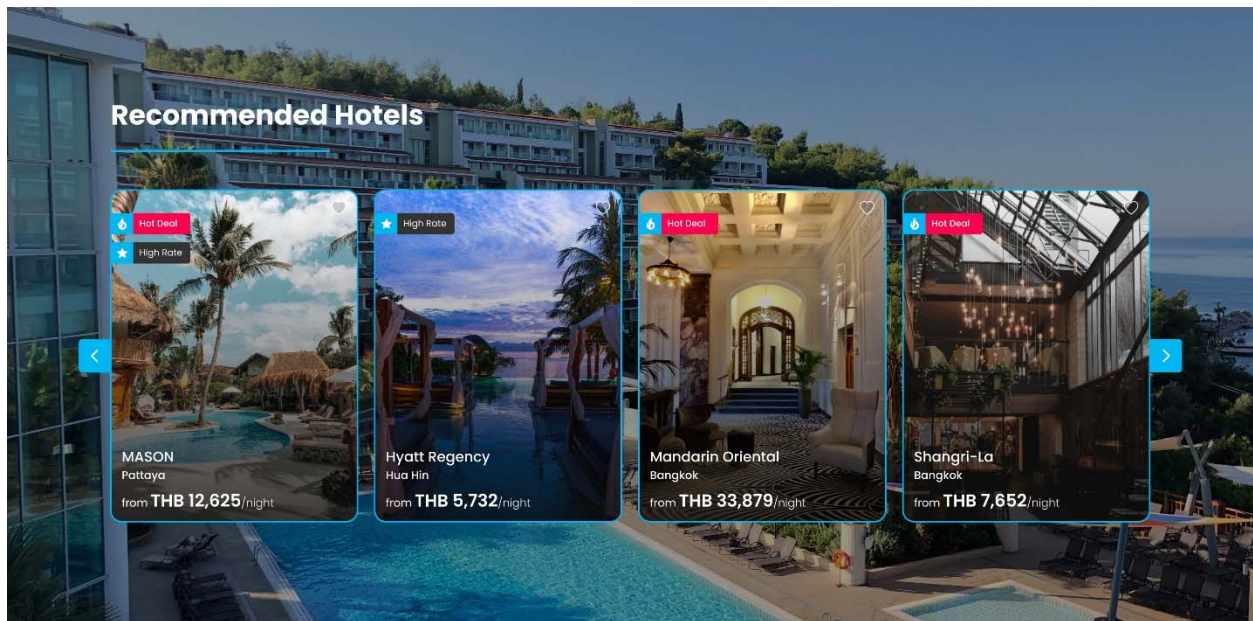 Recommended Hotels
Hot Deal
High Rate
MASON
Pattaya
from THB 12,625/night
High Rate
Hyatt Regency
Hua Hin
from THB 5,732/night
Hot Deal
Mandarin Oriental
Bangkok
from THB 33,879/night
Hot Deal
Shangri-La
Bangkok
from THB 7,652/night